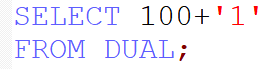 SELECT 100+'1'
FROM DUAL;